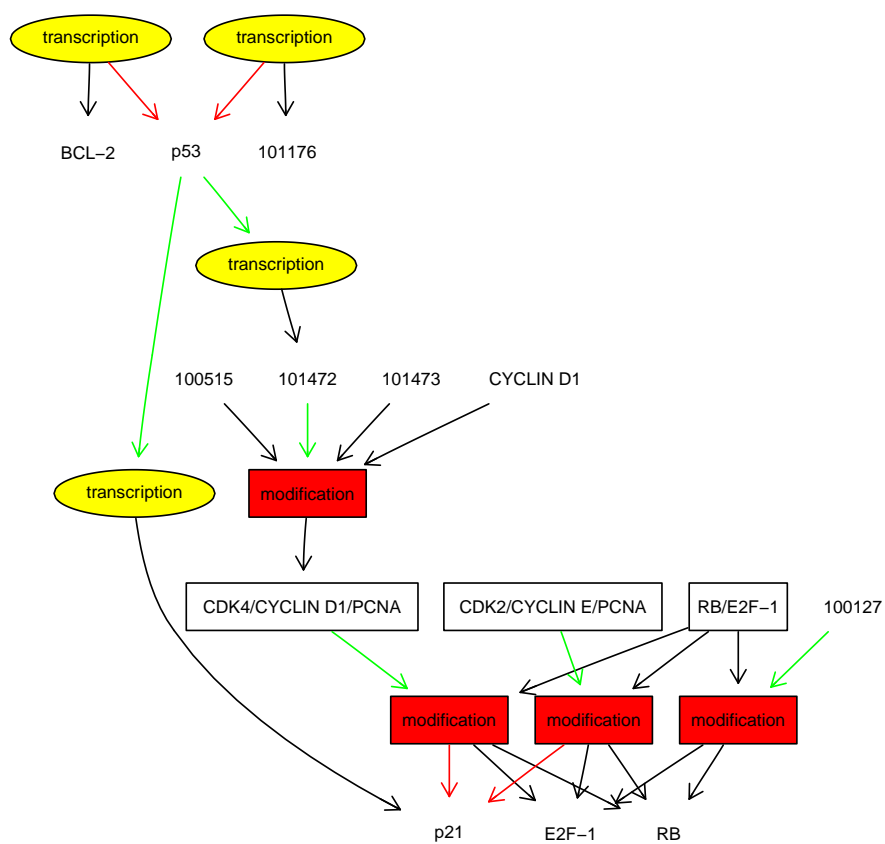 transcription
transcription
BCL−2
p53
101176
transcription
100515
101472
101473
CYCLIN D1
transcription
modification
CDK4/CYCLIN D1/PCNA
CDK2/CYCLIN E/PCNA
RB/E2F−1
100127
modification
modification
modification
p21
E2F−1
RB